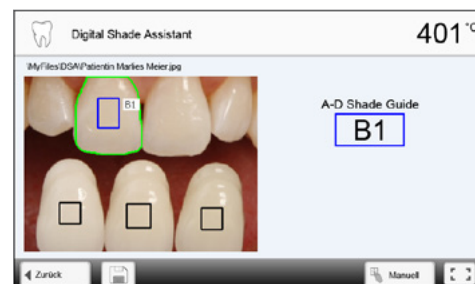 Digital Shade Assistant
401 °C
\MyFiles\DSA\Patientin Marlies Meier.jpg
B1
A-D Shade Guide
B1
Zurück
Manuell